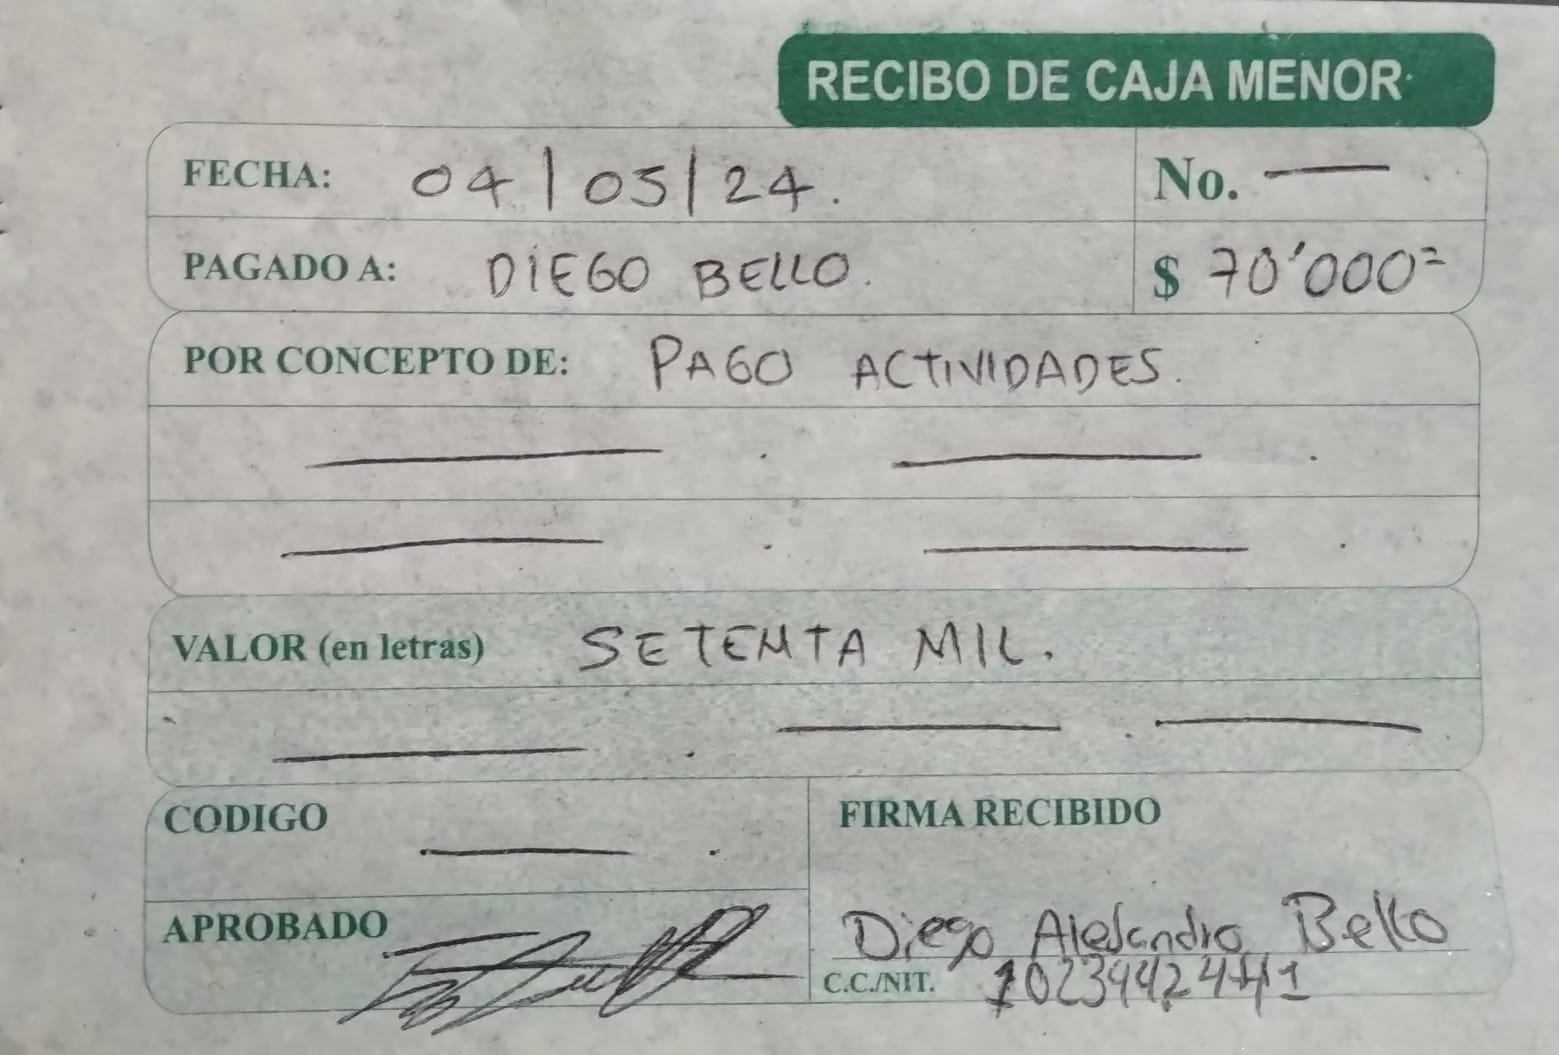 RECIBO DE CAJA MENOR
FECHA: 04/05/24. No. —
PAGADO A: DIEGO BELLO. $ 70'000=
POR CONCEPTO DE: PAGO ACTIVIDADES.
VALOR (en letras) SETENTA MIL.
CODIGO
FIRMA RECIBIDO
APROBADO
Diego Alejandro Bello
C.C./NIT.